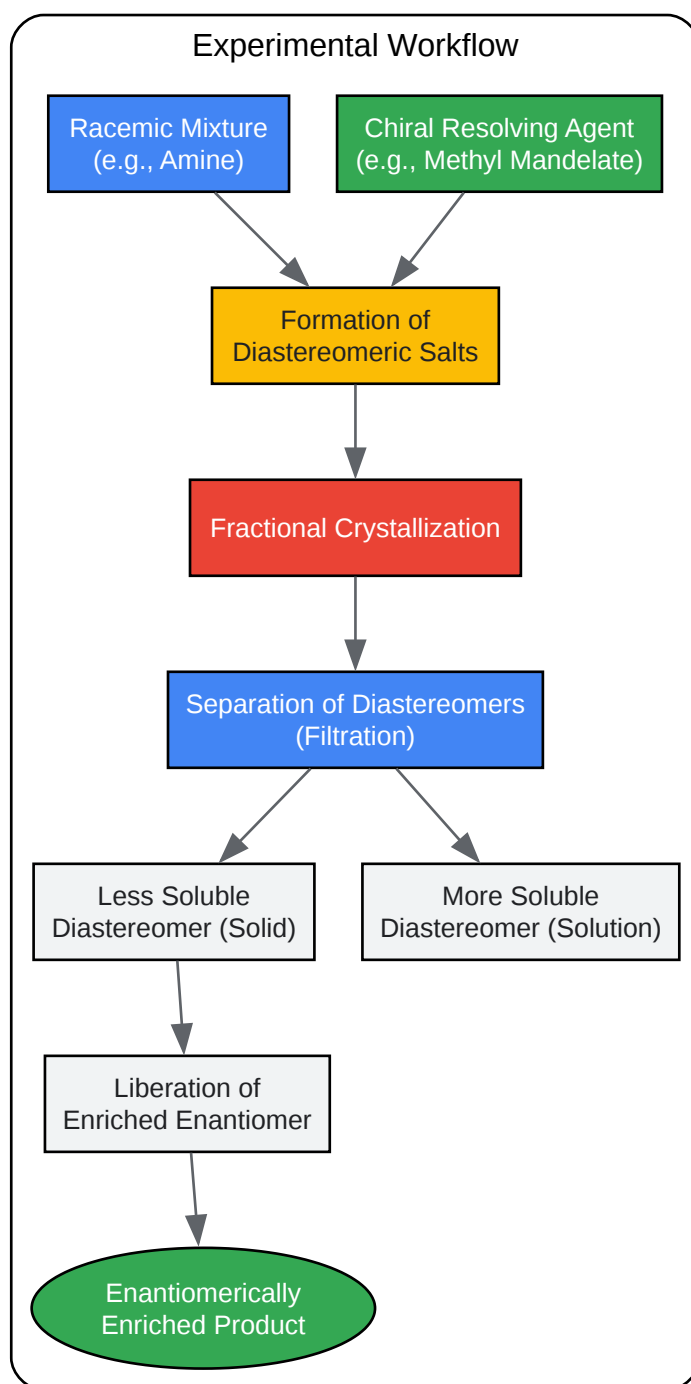 Experimental Workflow
Racemic Mixture
(e.g., Amine)
Chiral Resolving Agent
(e.g., Methyl Mandelate)
Formation of
Diastereomeric Salts
Fractional Crystallization
Separation of Diastereomers
(Filtration)
Less Soluble
Diastereomer (Solid)
More Soluble
Diastereomer (Solution)
Liberation of
Enriched Enantiomer
Enantiomerically
Enriched Product